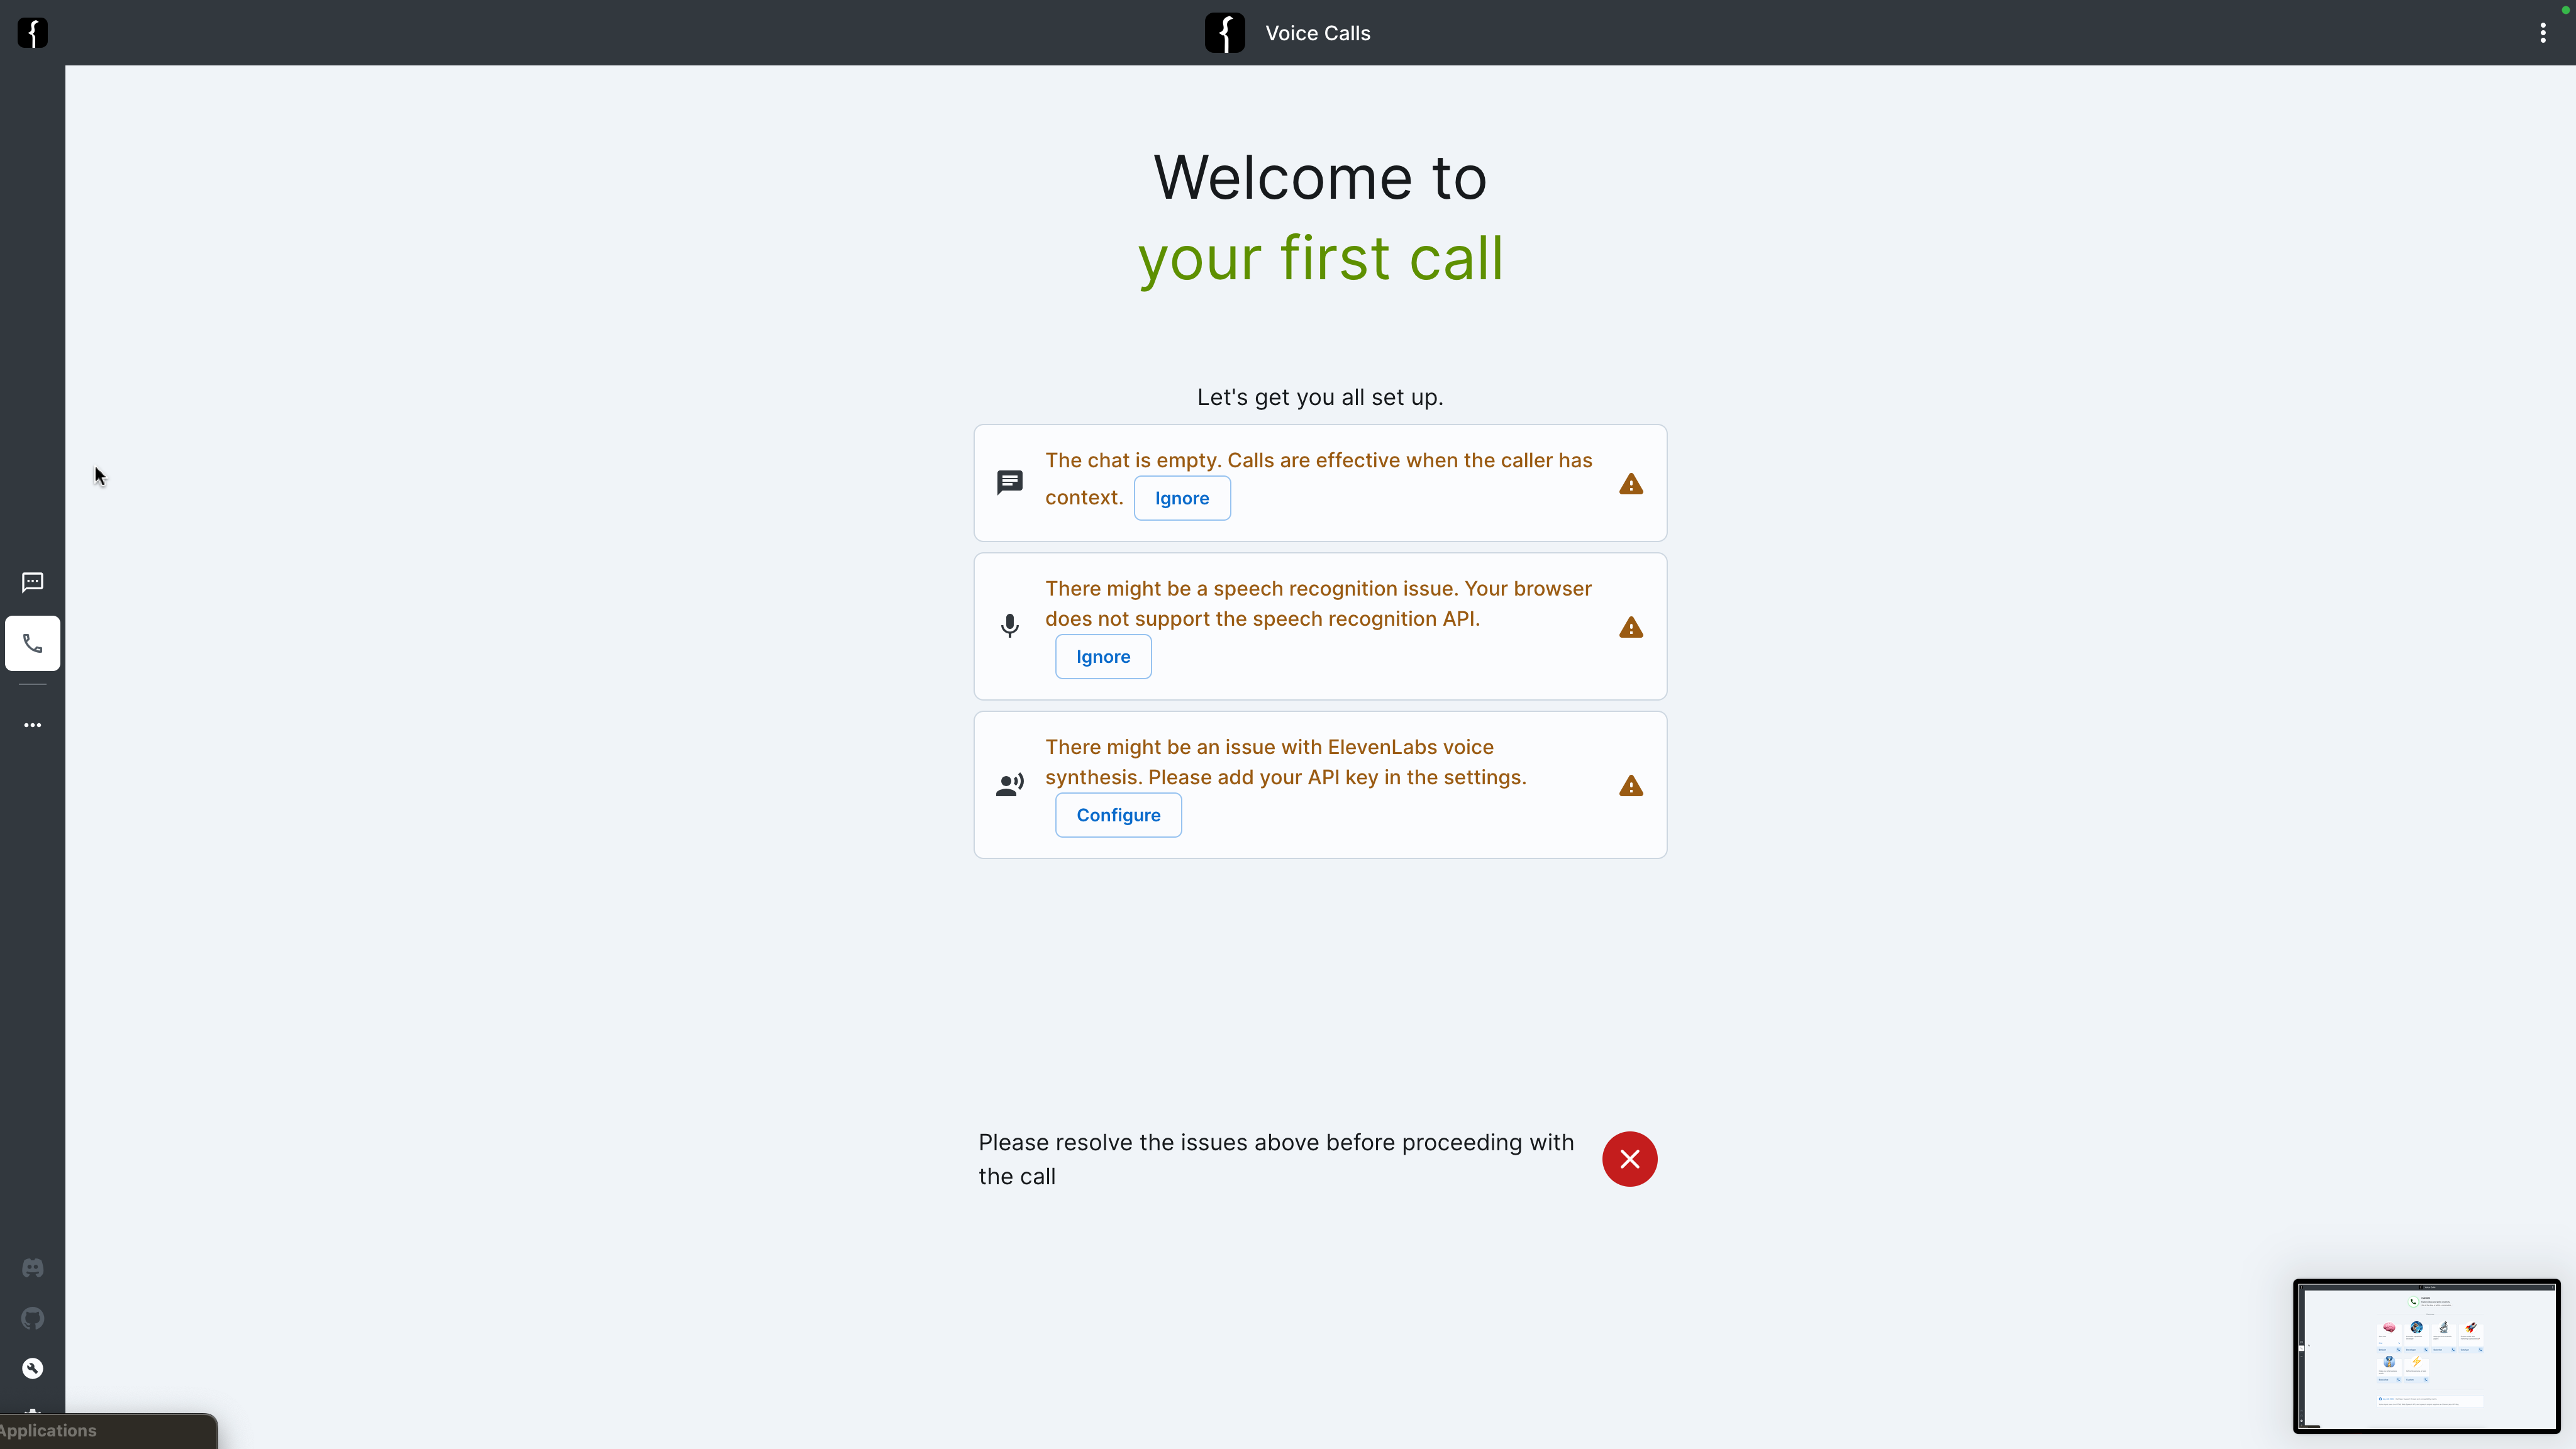 Voice Calls
Welcome to
your first call
Let's get you all set up.
The chat is empty. Calls are effective when the caller has
context. Ignore
There might be a speech recognition issue. Your browser
does not support the speech recognition API.
Ignore
There might be an issue with ElevenLabs voice
synthesis. Please add your API key in the settings.
Configure
Please resolve the issues above before proceeding with
the call
Applications